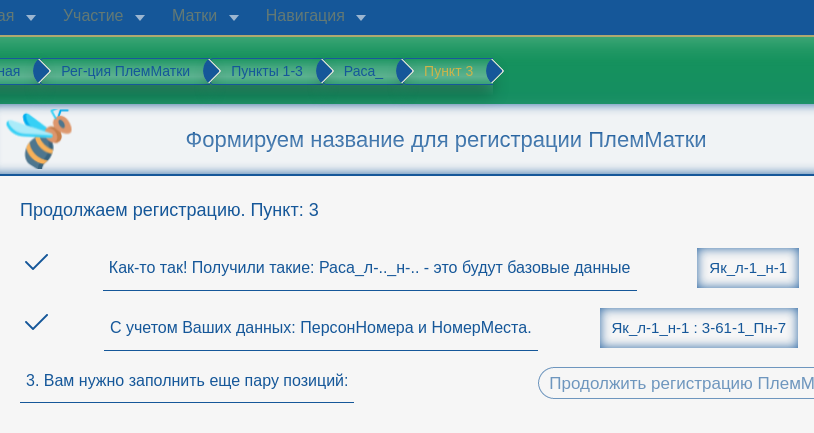 ая Участие Матки Навигация
ная Рег-ция ПлемМатки Пункты 1-3 Раса_ Пункт 3
Формируем название для регистрации ПлемМатки
Продолжаем регистрацию. Пункт: 3
Как-то так! Получили такие: Раса_л-.._н-.. - это будут базовые данные Як_л-1_н-1
С учетом Ваших данных: ПерсонНомера и НомерМеста. Як_л-1_н-1 : 3-61-1_Пн-7
3. Вам нужно заполнить еще пару позиций: Продолжить регистрацию ПлемМ